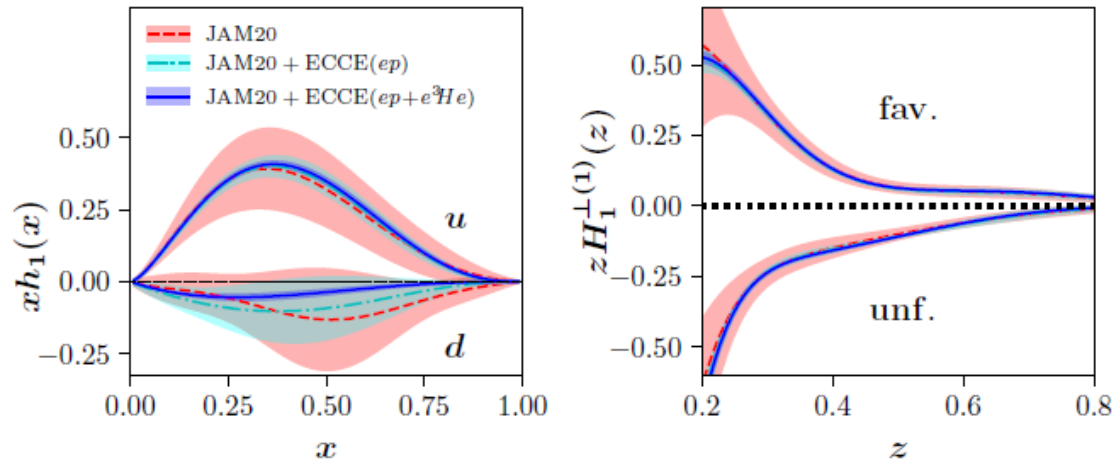 JAM20
JAM20 + ECCE(ep)
JAM20 + ECCE(ep+e³He)
0.50
0.25
0.00
−0.25
xh₁(x)
u
d
0.00 0.25 0.50 0.75 1.00
x
0.50
0.25
0.00
−0.25
−0.50
zH₁^⊥(1)(z)
fav.
unf.
0.2 0.4 0.6 0.8
z